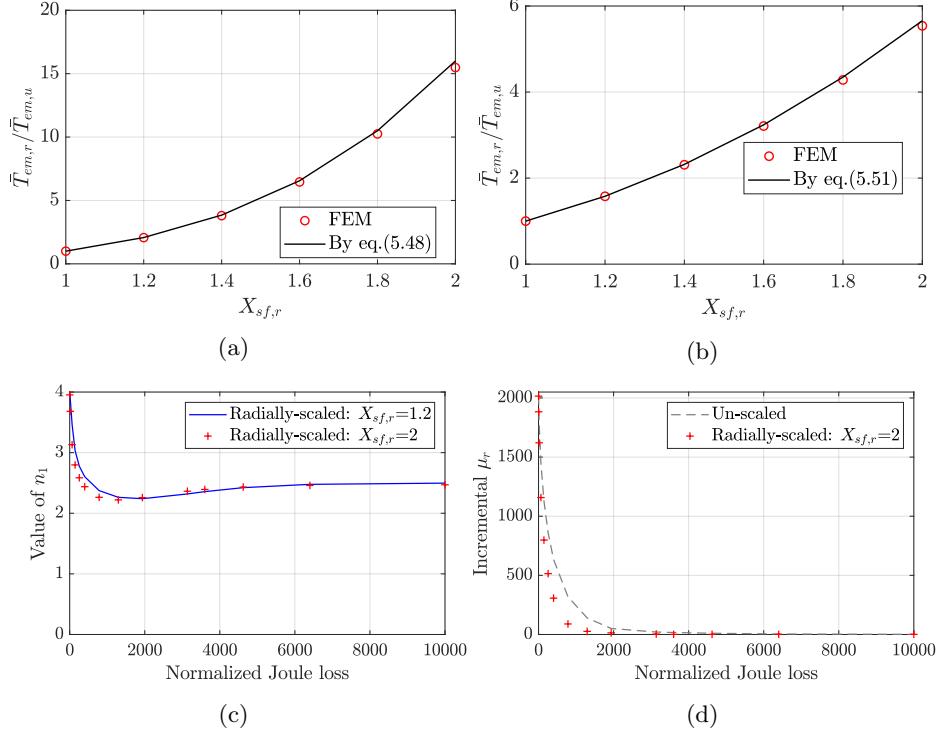 20
15
10
5
0
T̄em,r/T̄em,u
FEM
By eq.(5.48)
1 1.2 1.4 1.6 1.8 2
Xsf,r
(a)
6
4
2
0
T̄em,r/T̄em,u
FEM
By eq.(5.51)
1 1.2 1.4 1.6 1.8 2
Xsf,r
(b)
4
3
2
1
0
Value of n1
Radially-scaled: Xsf,r=1.2
Radially-scaled: Xsf,r=2
0 2000 4000 6000 8000 10000
Normalized Joule loss
(c)
2000
1500
1000
500
0
Incremental μr
Un-scaled
Radially-scaled: Xsf,r=2
0 2000 4000 6000 8000 10000
Normalized Joule loss
(d)